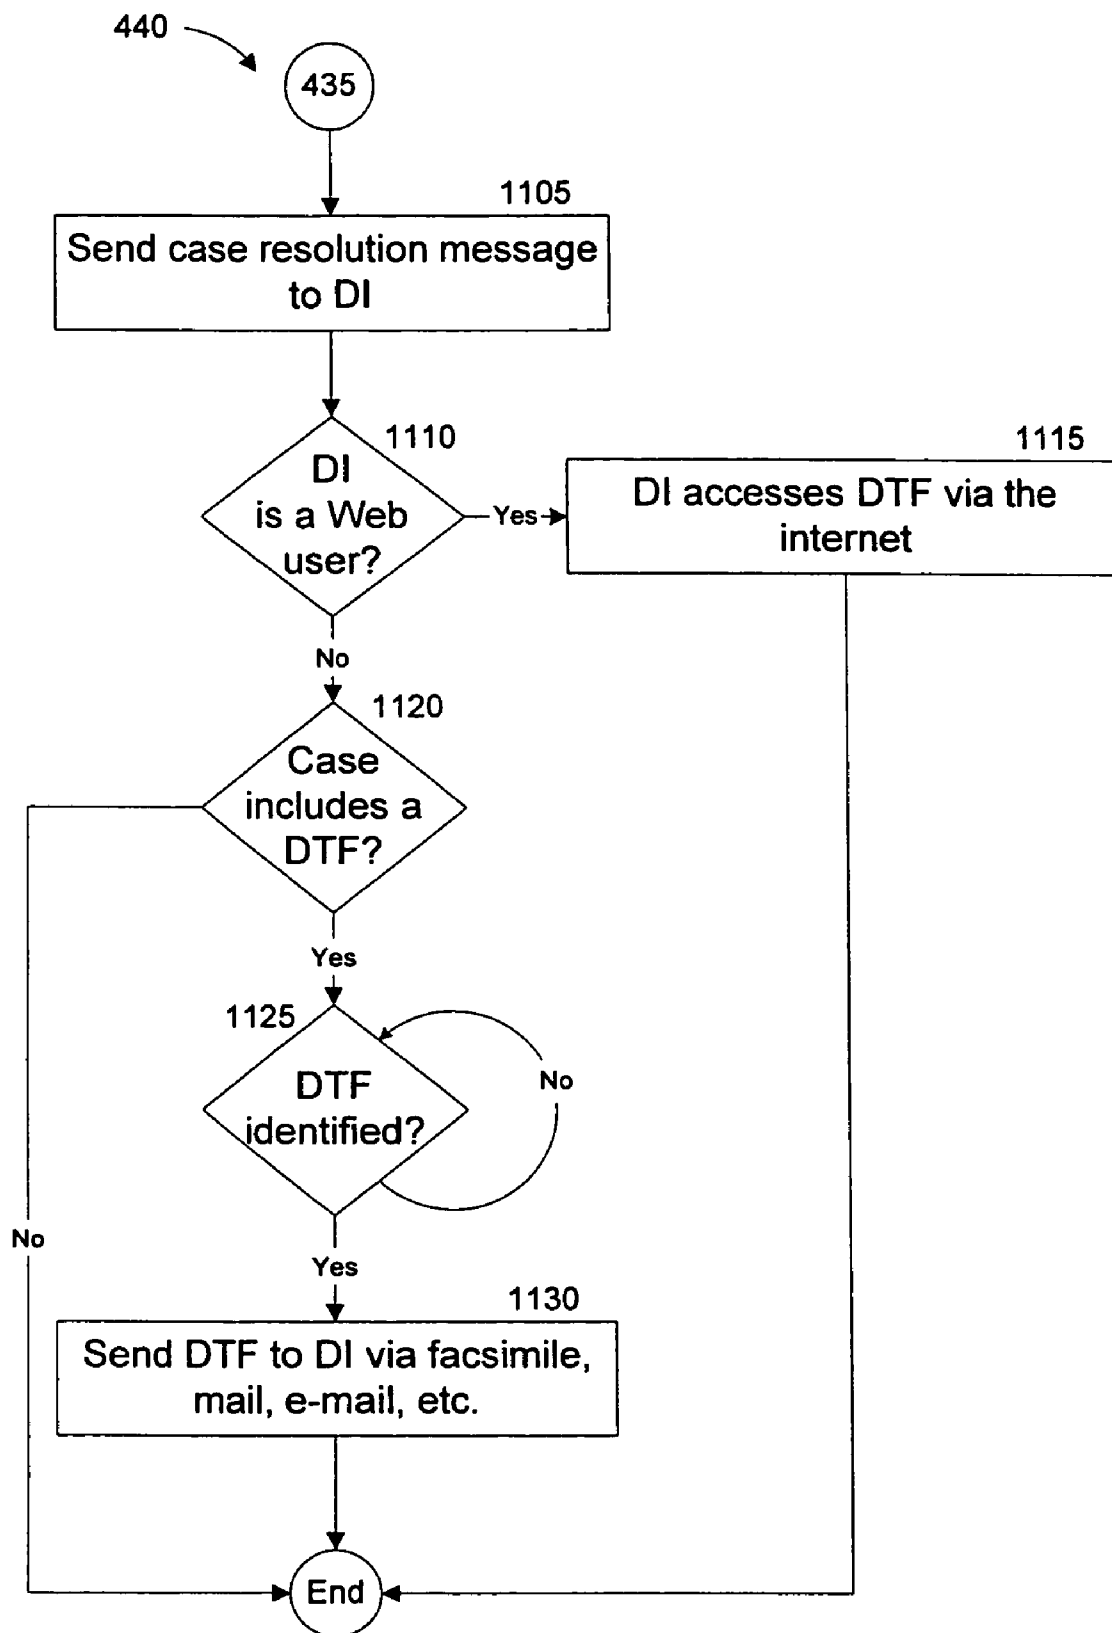 440
435
1105
Send case resolution message
to DI
1110
DI
is a Web
user?
Yes
1115
DI accesses DTF via the
internet
No
1120
Case
includes a
DTF?
Yes
1125
DTF
identified?
No
No
Yes
1130
Send DTF to DI via facsimile,
mail, e-mail, etc.
End